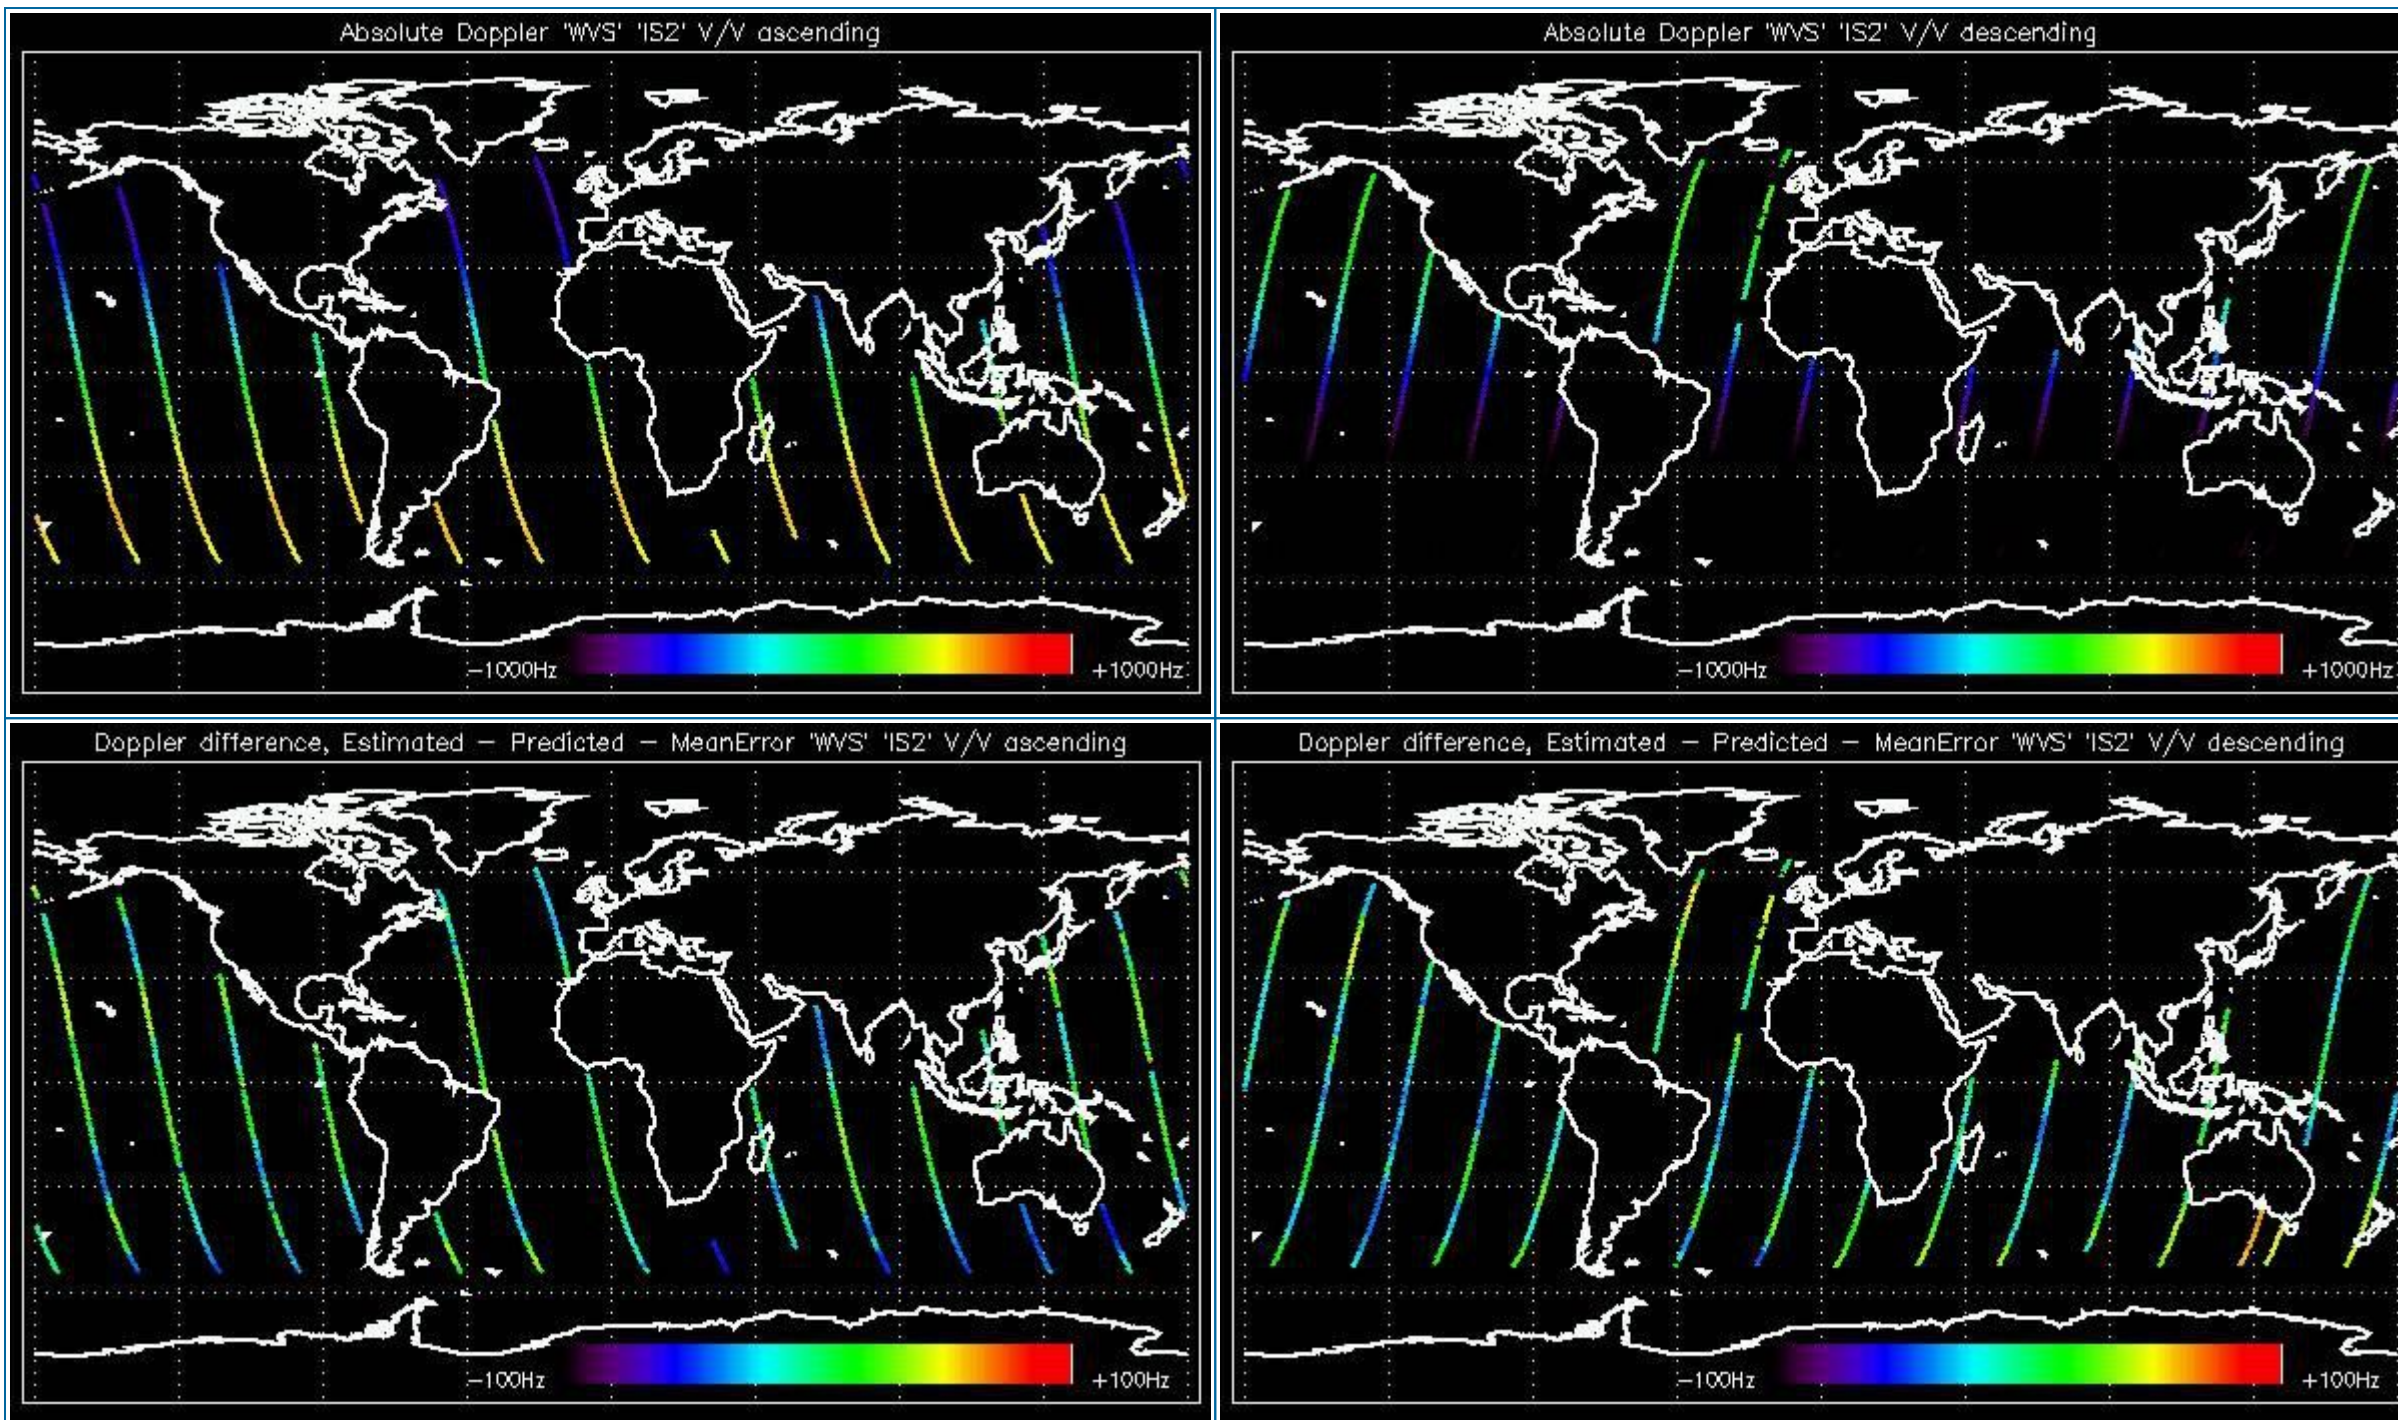 Absolute Doppler 'WVS' 'IS2' V/V ascending
-1000Hz
+1000Hz
Absolute Doppler 'WVS' 'IS2' V/V descending
-1000Hz
+1000Hz
Doppler difference, Estimated - Predicted - MeanError 'WVS' 'IS2' V/V ascending
-100Hz
+100Hz
Doppler difference, Estimated - Predicted - MeanError 'WVS' 'IS2' V/V descending
-100Hz
+100Hz